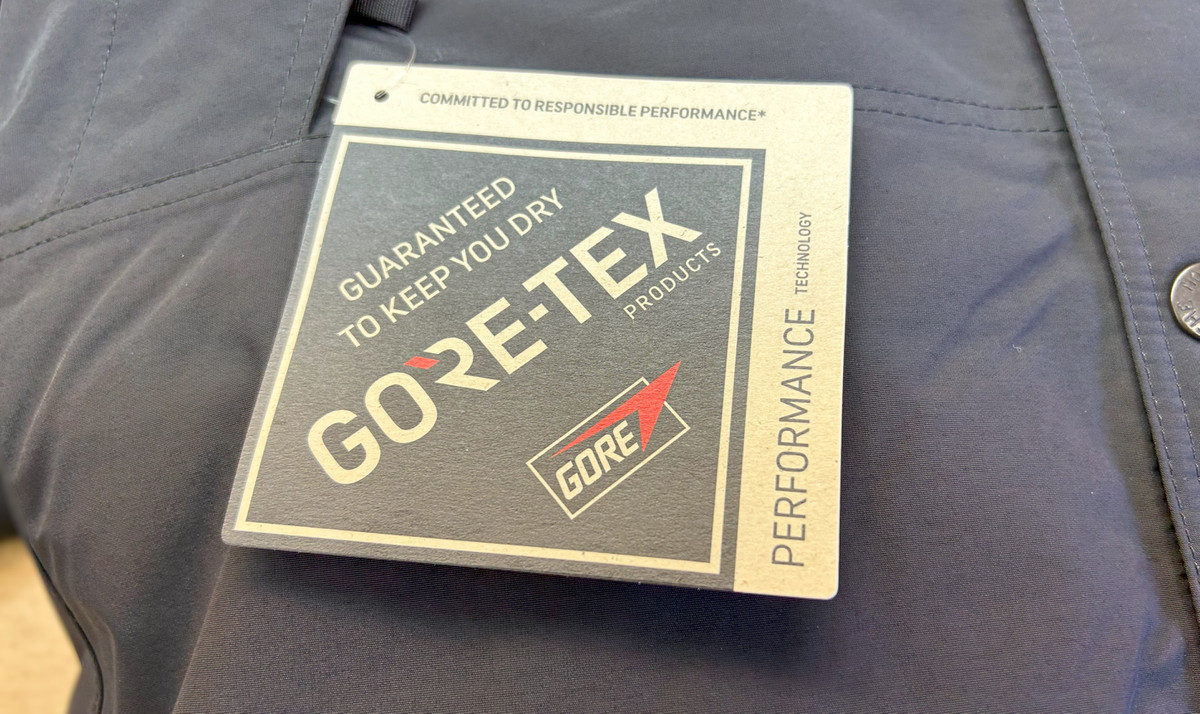 COMMITTED TO RESPONSIBLE PERFORMANCE*
GUARANTEED
TO KEEP YOU DRY
GORE-TEX
PRODUCTS
GORE
PERFORMANCE TECHNOLOGY